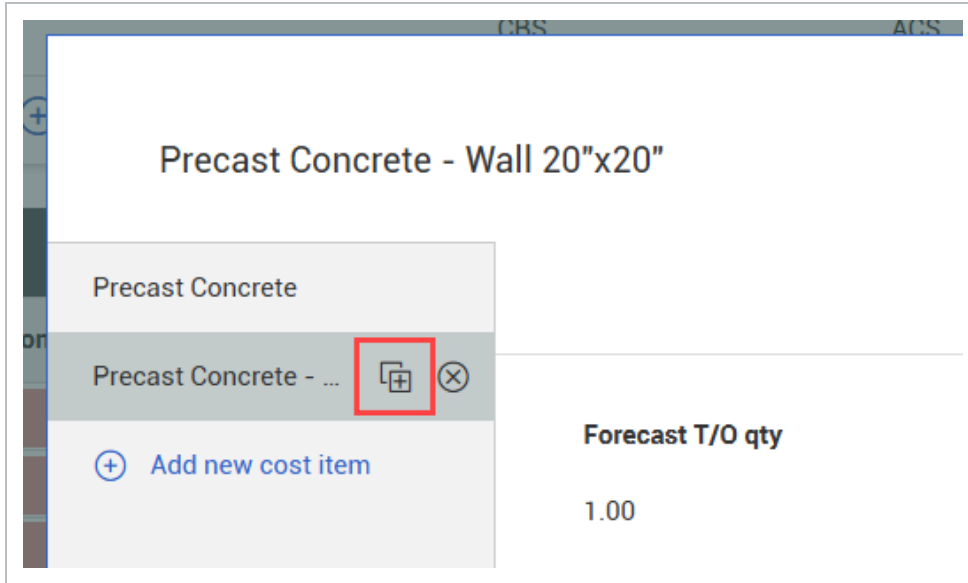 CBS ACS
Precast Concrete - Wall 20"x20"
Precast Concrete
Precast Concrete - ...
Add new cost item
Forecast T/O qty
1.00